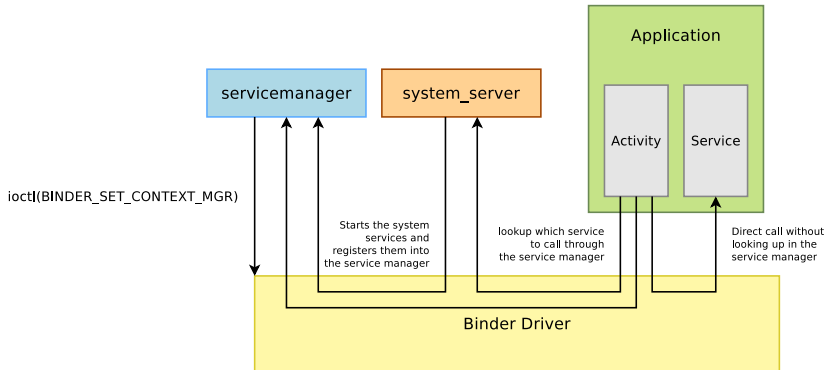 Application
servicemanager
system_server
Activity
Service
ioctl(BINDER_SET_CONTEXT_MGR)
Starts the system
services and
registers them into
the service manager
lookup which service
to call through
the service manager
Direct call without
looking up in the
service manager
Binder Driver